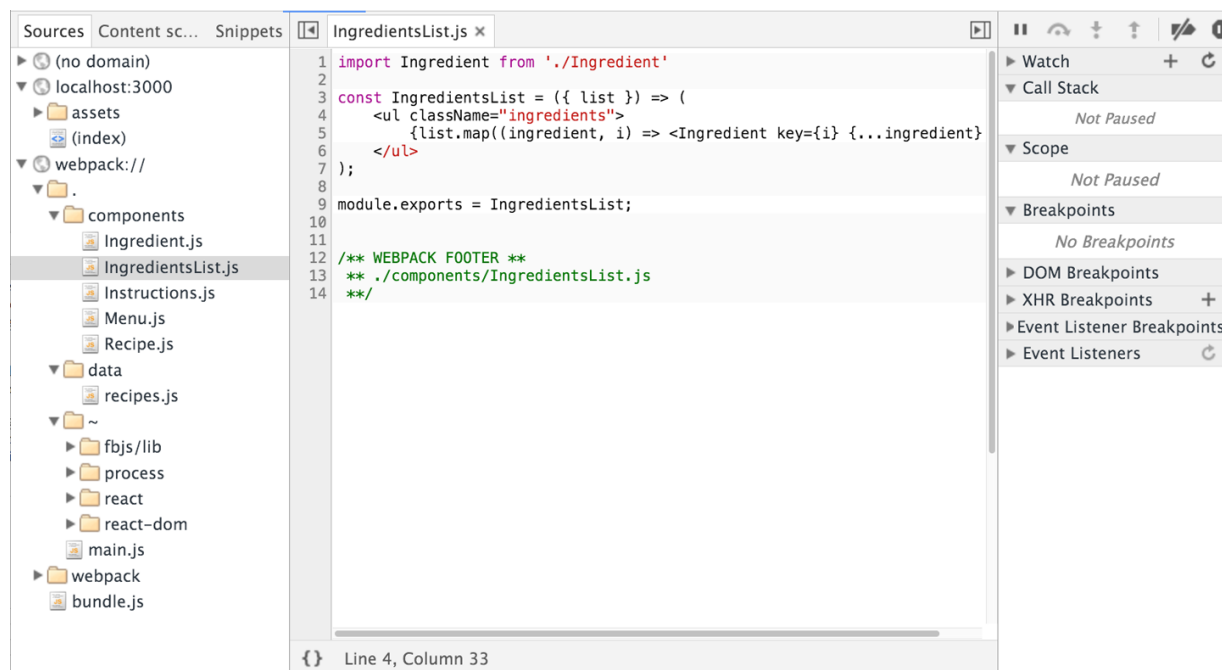 Sources Content sc... Snippets
(no domain)
localhost:3000
assets
(index)
webpack://
.
components
Ingredient.js
IngredientsList.js
Instructions.js
Menu.js
Recipe.js
data
recipes.js
~
fbjs/lib
process
react
react-dom
main.js
webpack
bundle.js
IngredientsList.js ×
1 import Ingredient from './Ingredient'
2
3 const IngredientsList = ({ list }) => (
4 <ul className="ingredients">
5 {list.map((ingredient, i) => <Ingredient key={i} {...ingredient}
6 </ul>
7 );
8
9 module.exports = IngredientsList;
10
11
12 /** WEBPACK FOOTER **
13 ** ./components/IngredientsList.js
14 **/
{} Line 4, Column 33
Watch
Call Stack
Not Paused
Scope
Not Paused
Breakpoints
No Breakpoints
DOM Breakpoints
XHR Breakpoints
Event Listener Breakpoints
Event Listeners